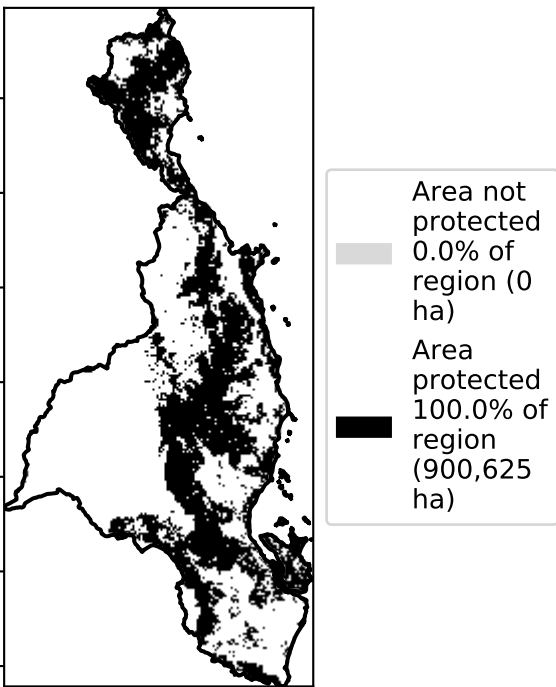 Area not
protected
0.0% of
region (0
ha)
Area
protected
100.0% of
region
(900,625
ha)